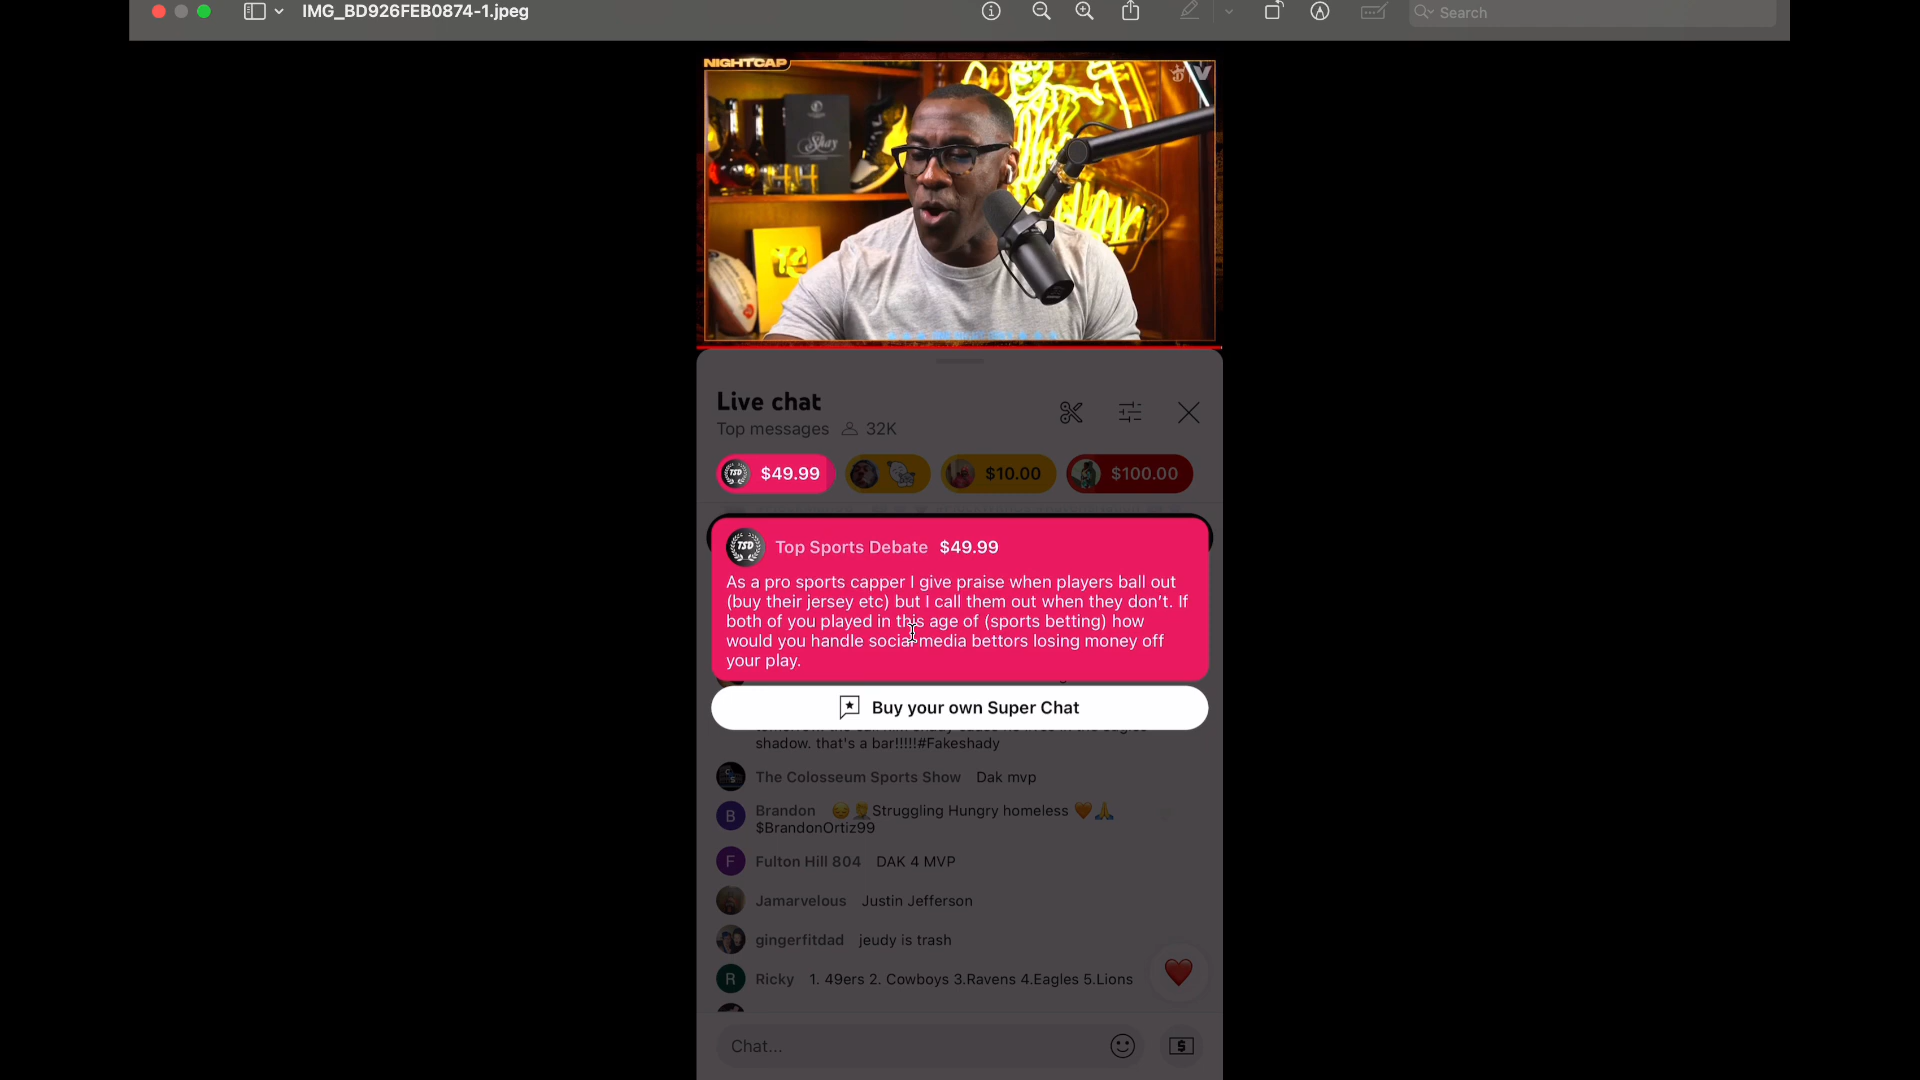 IMG_BD926FEB0874-1.jpeg
Search
NIGHTCAP
Shay
Live chat
Top messages 32K
$49.99
$10.00
$100.00
TSD
Top Sports Debate $49.99
As a pro sports capper I give praise when players ball out
(buy their jersey etc) but I call them out when they don't. If
both of you played in this age of (sports betting) how
would you handle social media bettors losing money off
your play.
Buy your own Super Chat
shadow. that's a bar!!!!!#Fakeshady
The Colosseum Sports Show Dak mvp
B Brandon 😔🤦Struggling Hungry homeless 🧡🙏
$BrandonOrtiz99
F Fulton Hill 804 DAK 4 MVP
Jamarvelous Justin Jefferson
gingerfitdad jeudy is trash
R Ricky 1. 49ers 2. Cowboys 3.Ravens 4.Eagles 5.Lions
Chat...